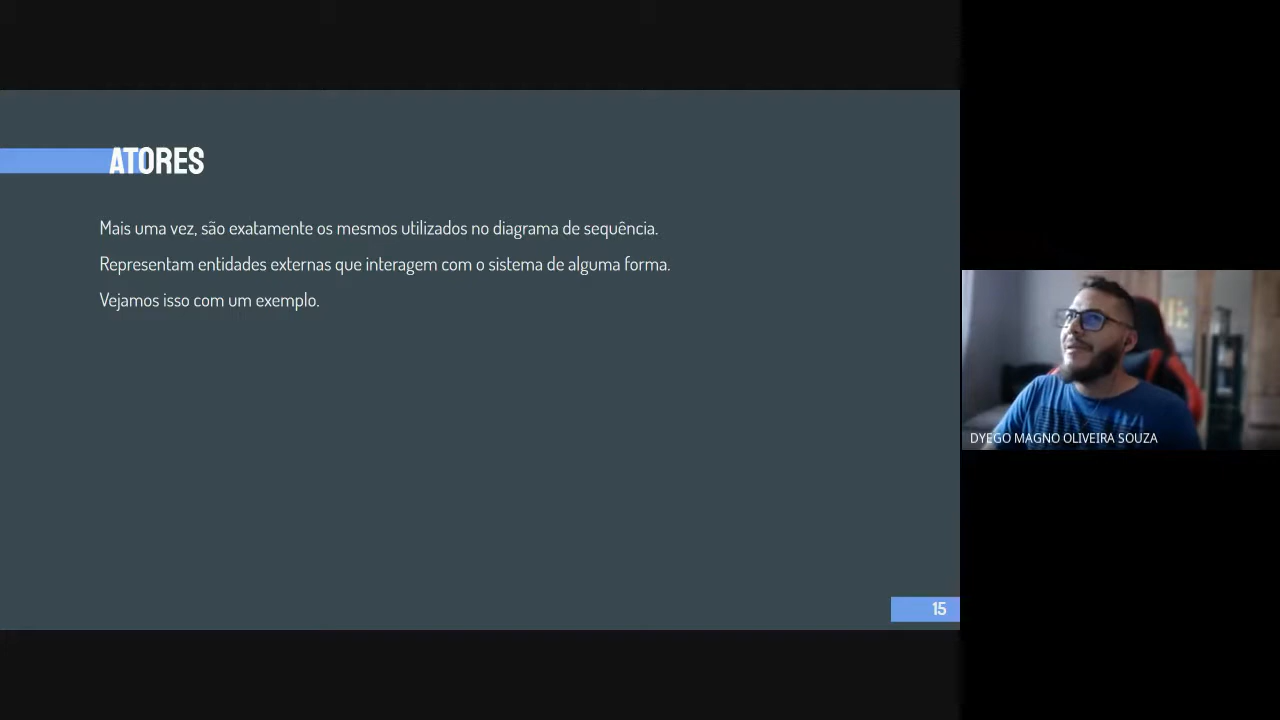 ATORES
Mais uma vez, são exatamente os mesmos utilizados no diagrama de sequência.
Representam entidades externas que interagem com o sistema de alguma forma.
Vejamos isso com um exemplo.
DYEGO MAGNO OLIVEIRA SOUZA
15